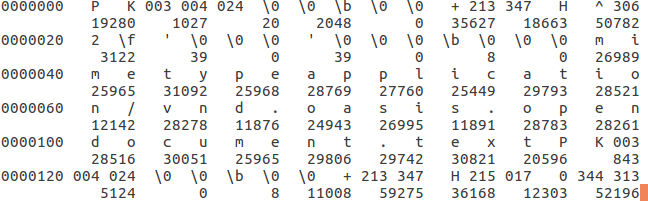 0000000 P K 003 004 024 \0 \0 \b \0 \0 + 213 347 H ^ 306
19280 1027 20 2048 0 35627 18663 50782
0000020 2 \f ' \0 \0 \0 ' \0 \0 \0 \b \0 \0 \0 m i
3122 39 0 39 0 8 0 26989
0000040 m e t y p e a p p l i c a t i o
25965 31092 25968 28769 27760 25449 29793 28521
0000060 n / v n d . o a s i s . o p e n
12142 28278 11876 24943 26995 11891 28783 28261
0000100 d o c u m e n t . t e x t P K 003
28516 30051 25965 29806 29742 30821 20596 843
0000120 004 024 \0 \0 \b \0 \0 + 213 347 H 215 017 0 344 313
5124 0 8 11008 59275 36168 12303 52196